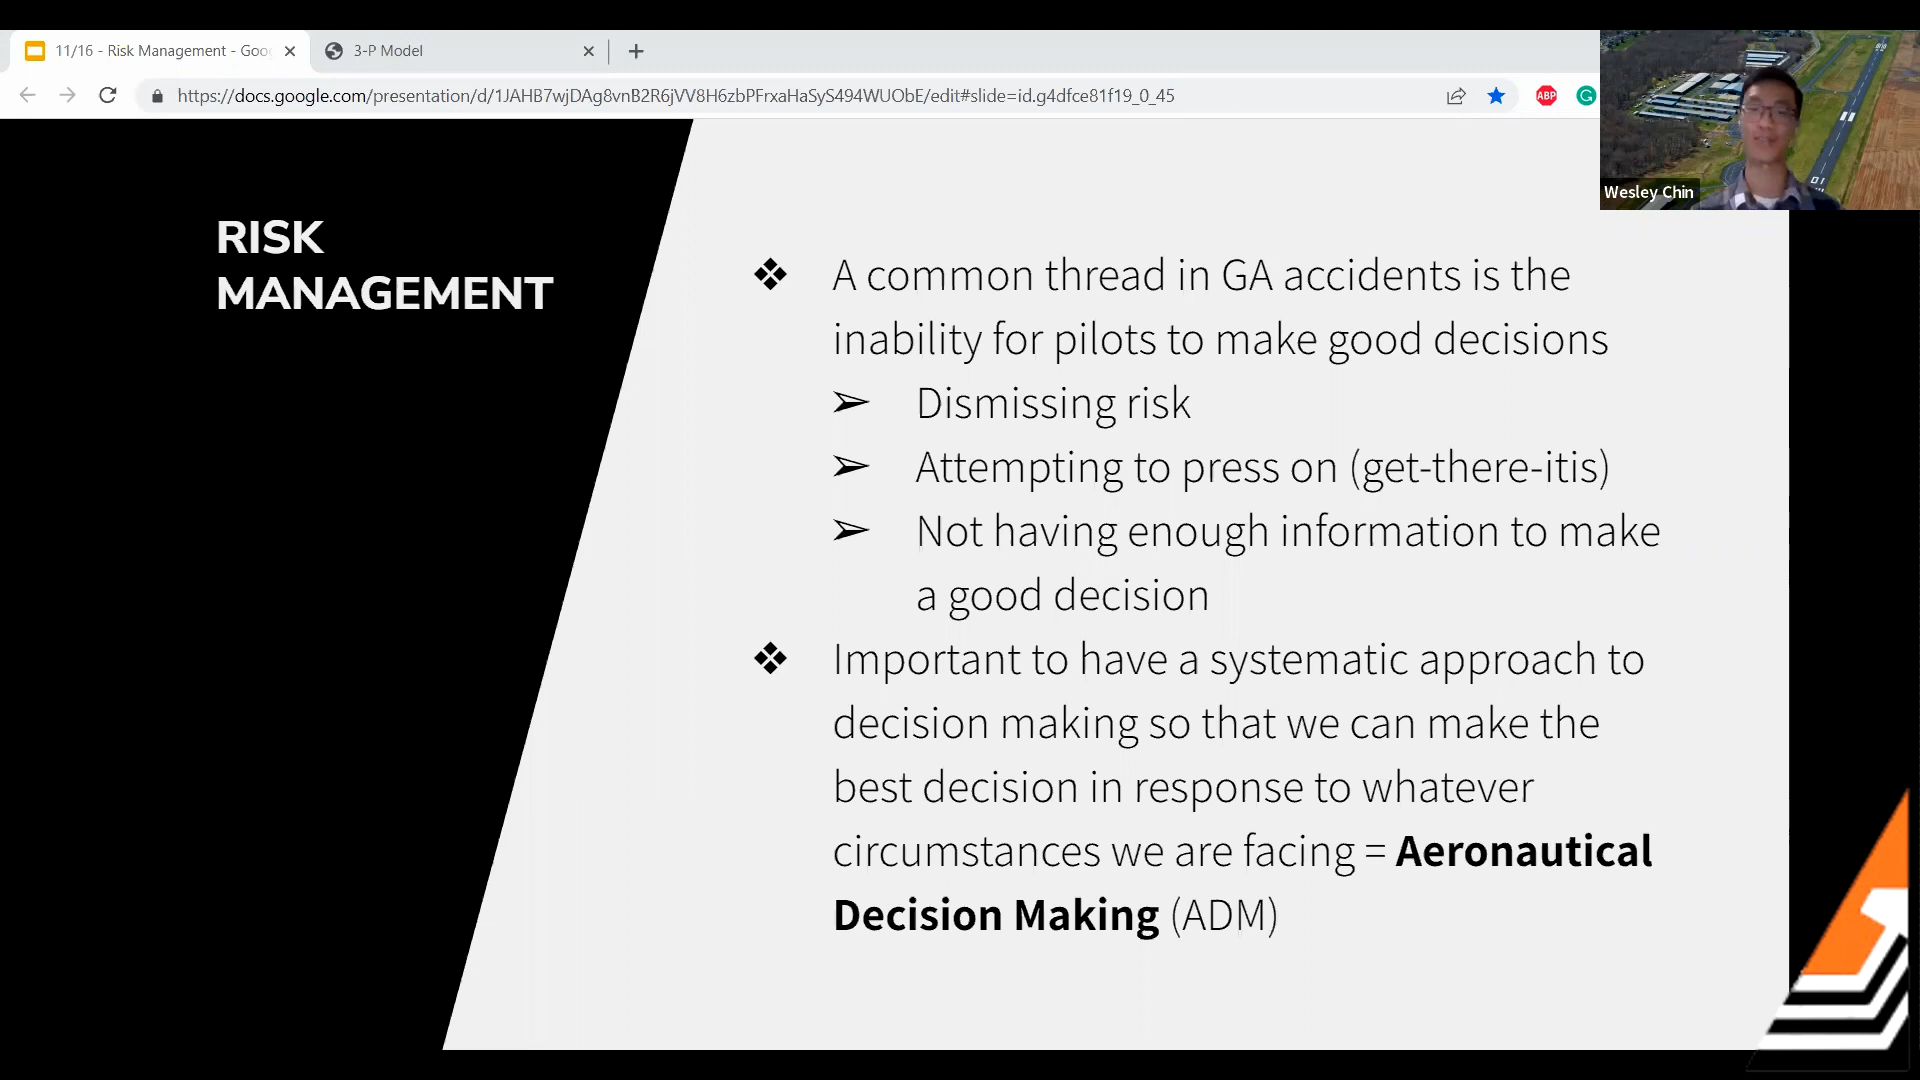 11/16 - Risk Management - Goo
3-P Model
https://docs.google.com/presentation/d/1JAHB7wjDAg8vnB2R6jVV8H6zbPFrxaHaSyS494WUObE/edit#slide=id.g4dfce81f19_0_45
ABP
Wesley Chin
01
RISK
MANAGEMENT
❖ A common thread in GA accidents is the
inability for pilots to make good decisions
➢ Dismissing risk
➢ Attempting to press on (get-there-itis)
➢ Not having enough information to make
a good decision
❖ Important to have a systematic approach to
decision making so that we can make the
best decision in response to whatever
circumstances we are facing = Aeronautical
Decision Making (ADM)